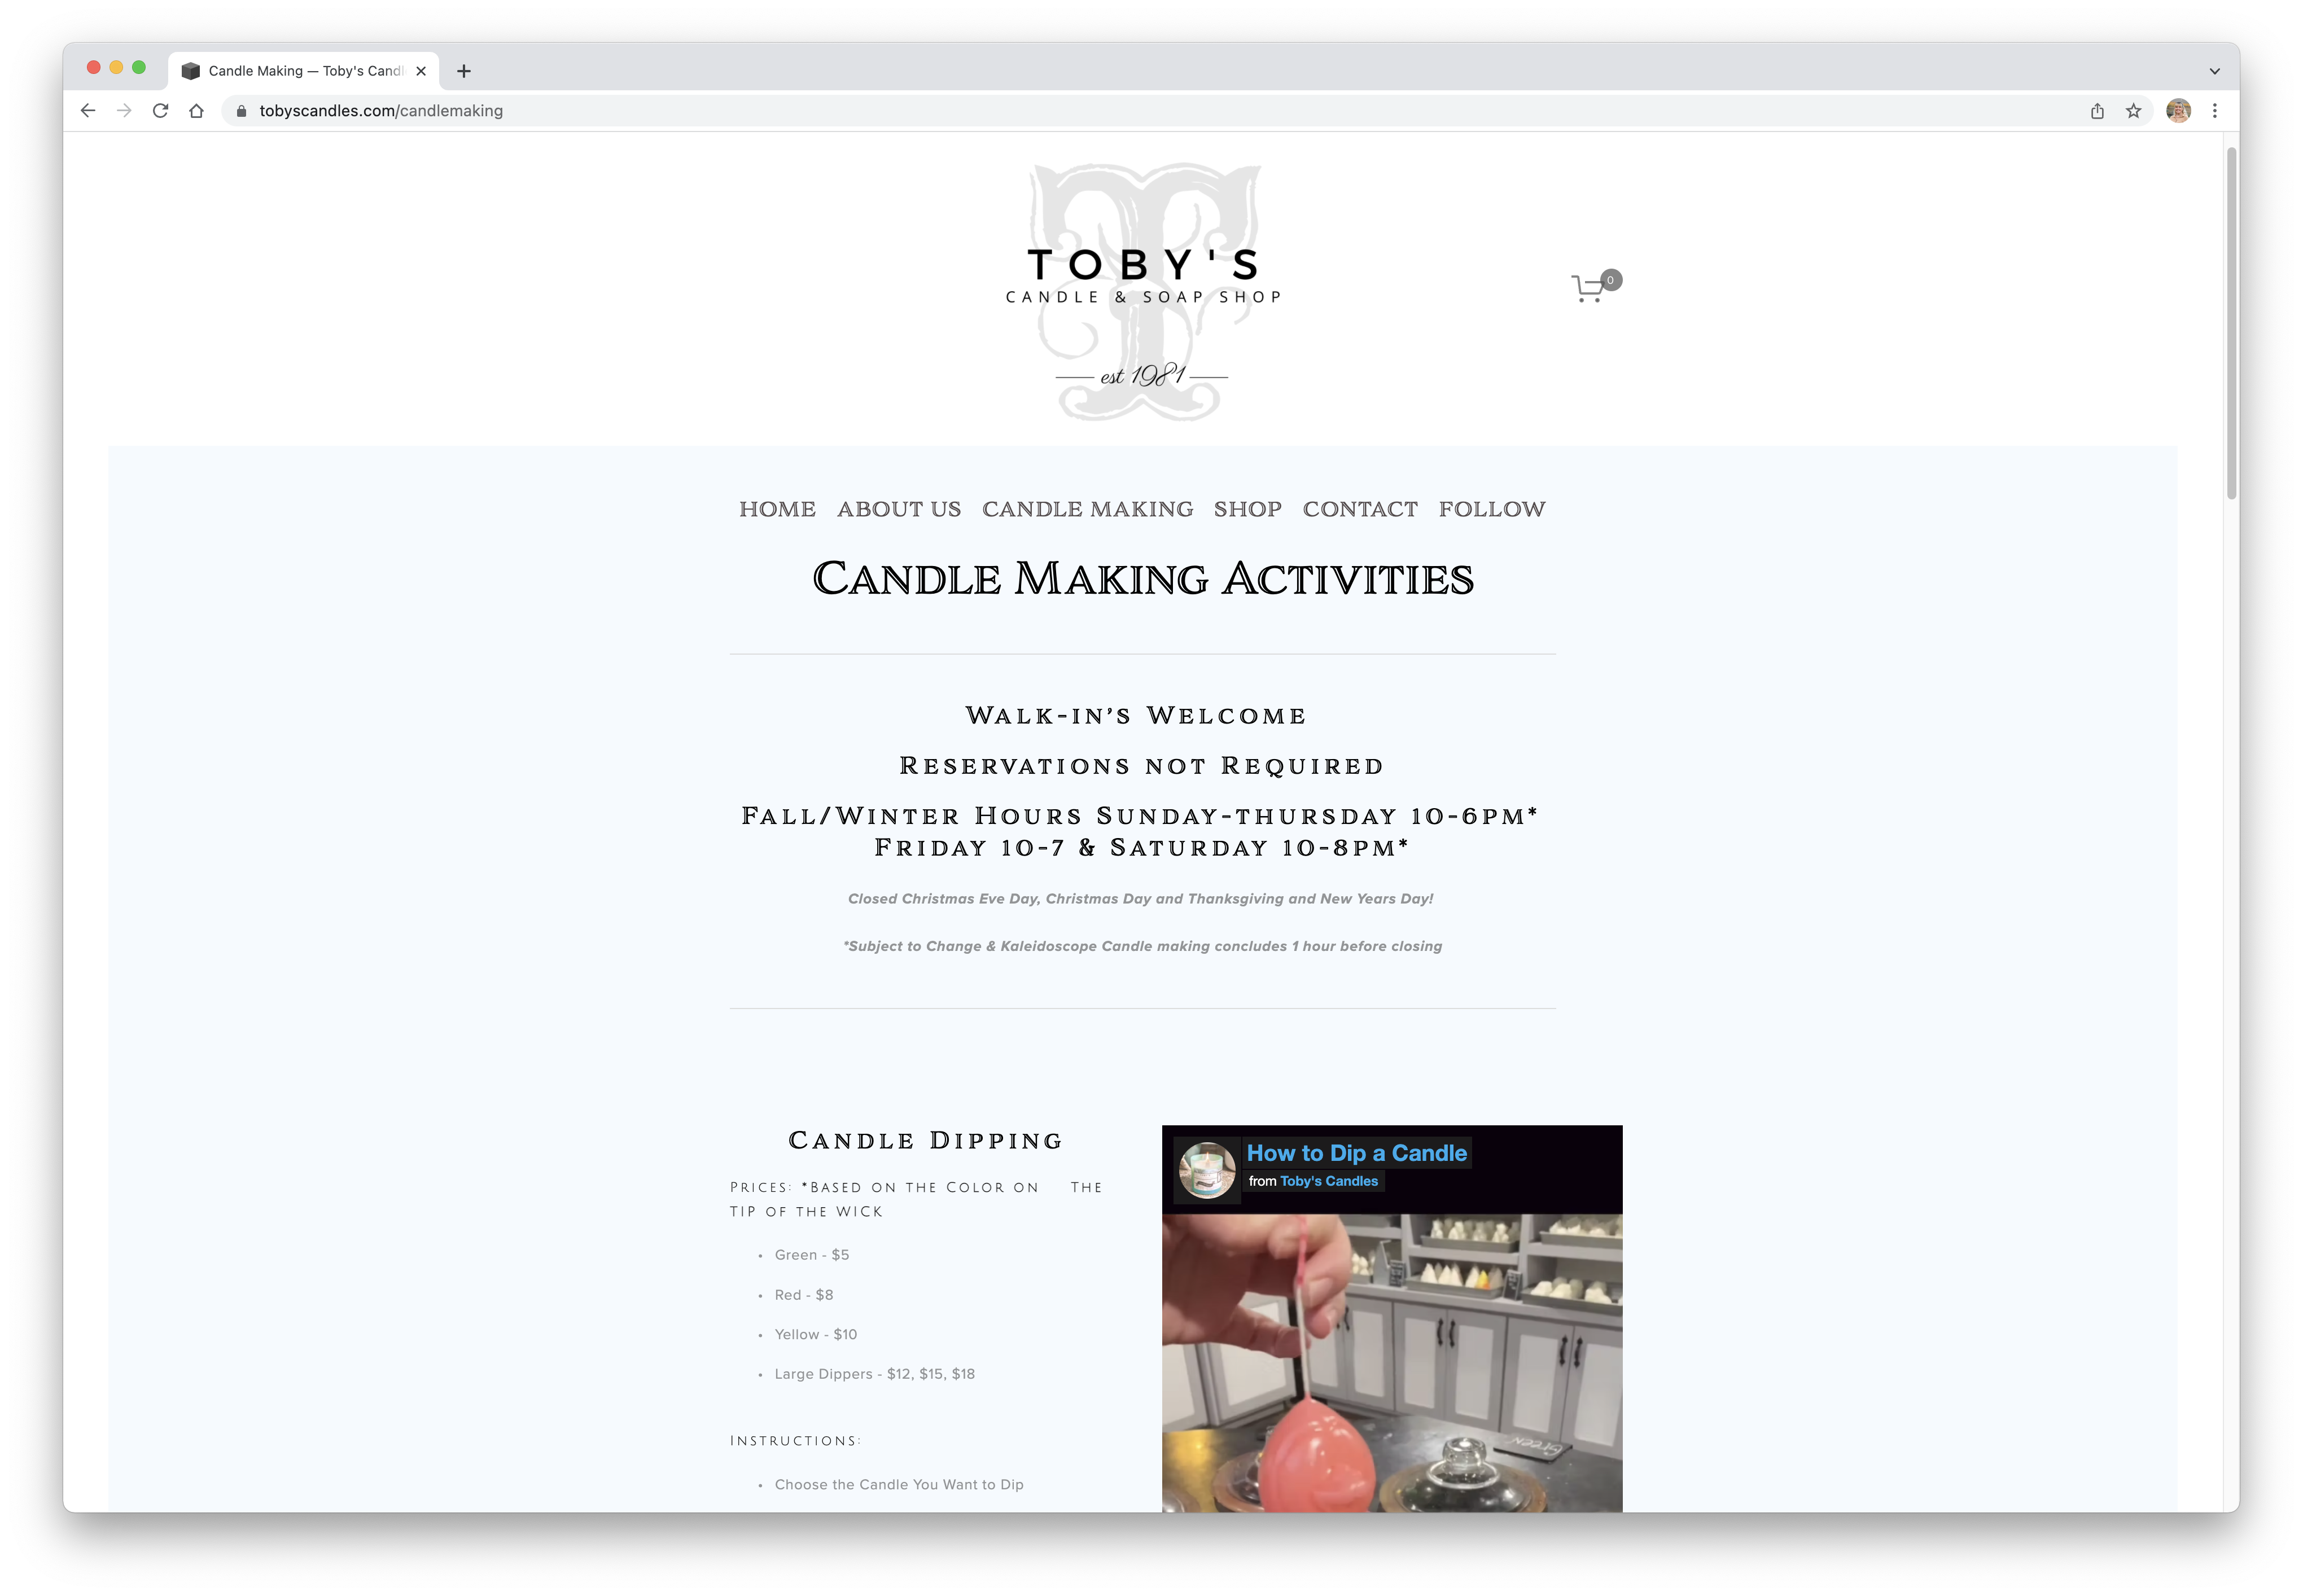 Candle Making — Toby's Candl
tobyscandles.com/candlemaking
TOBY'S
CANDLE & SOAP SHOP
est 1981
0
HOME ABOUT US CANDLE MAKING SHOP CONTACT FOLLOW
Candle Making Activities
Walk-in's Welcome
Reservations not Required
Fall/Winter Hours Sunday-thursday 10-6pm*
Friday 10-7 & Saturday 10-8pm*
Closed Christmas Eve Day, Christmas Day and Thanksgiving and New Years Day!
*Subject to Change & Kaleidoscope Candle making concludes 1 hour before closing
Candle Dipping
Prices: *Based on the Color on The
tip of the wick
• Green - $5
• Red - $8
• Yellow - $10
• Large Dippers - $12, $15, $18
Instructions:
• Choose the Candle You Want to Dip
How to Dip a Candle
from Toby's Candles
Green